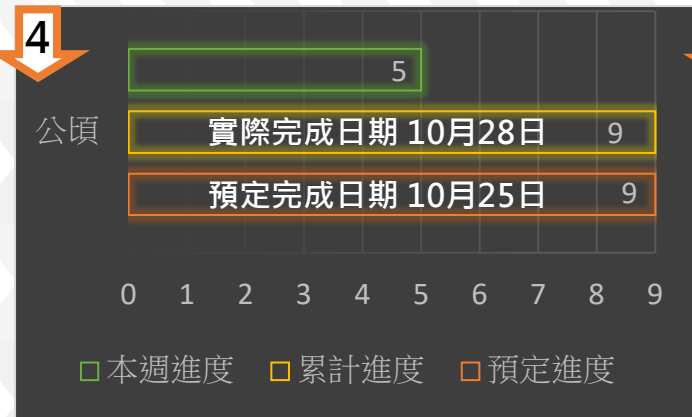 4
5
公頃
實際完成日期 10月28日 9
預定完成日期 10月25日 9
0 1 2 3 4 5 6 7 8 9
本週進度 累計進度 預定進度